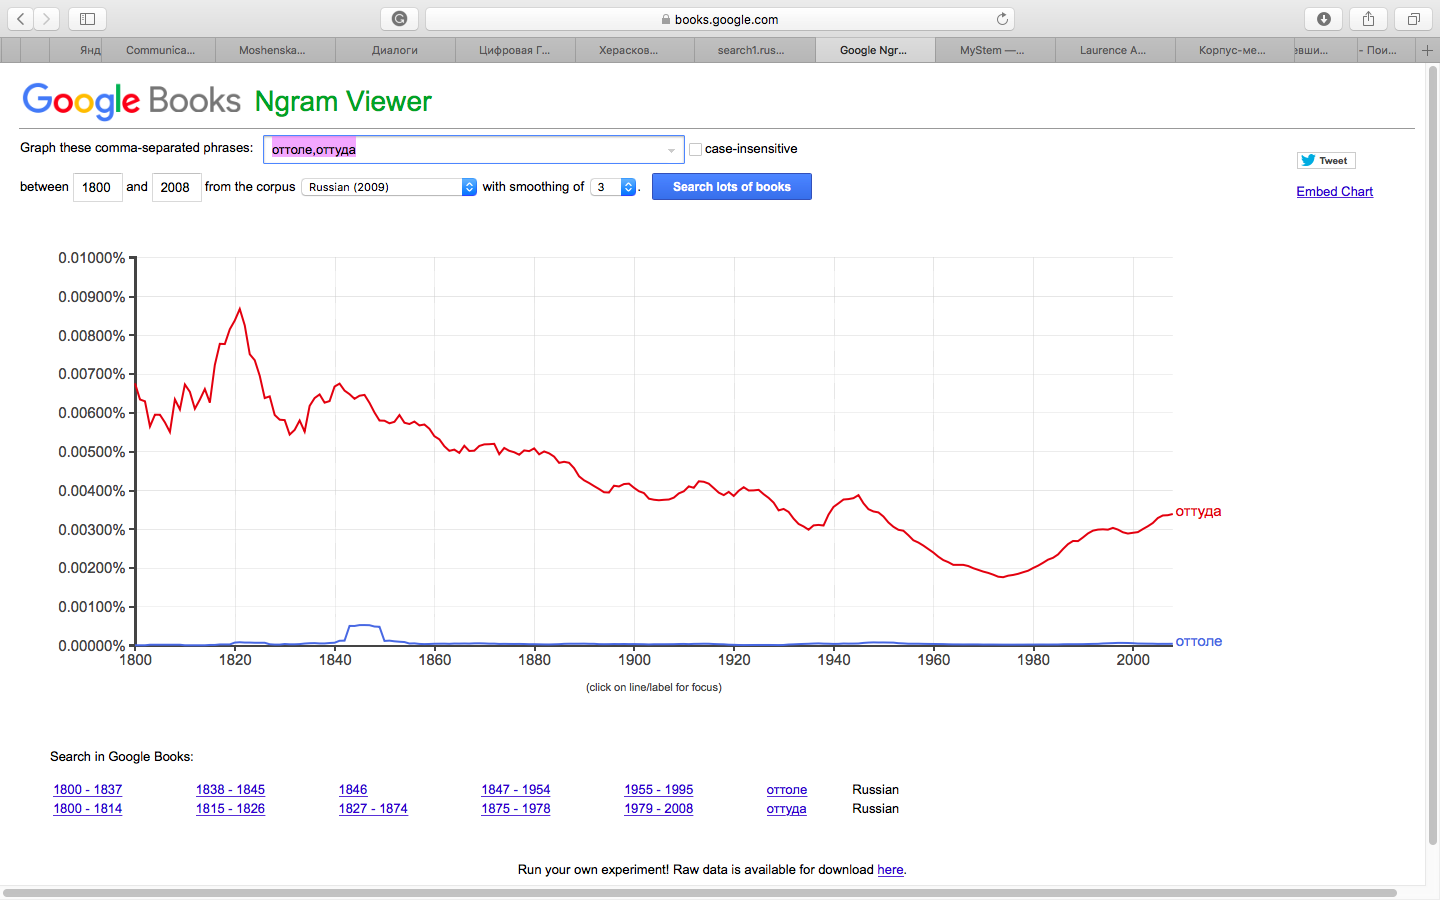 books.google.com
Янд
Communica...
Moshenska...
Диалоги
Цифровая Г...
Херасков...
search1.rus...
Google Ngr...
MyStem —...
Laurence A...
Корпус-ме...
евши...
- Пои...
Google Books Ngram Viewer
Graph these comma-separated phrases: оттоле,оттуда case-insensitive
between 1800 and 2008 from the corpus Russian (2009) with smoothing of 3 . Search lots of books
Tweet
Embed Chart
0.01000%
0.00900%
0.00800%
0.00700%
0.00600%
0.00500%
0.00400%
0.00300%
0.00200%
0.00100%
0.00000%
1800 1820 1840 1860 1880 1900 1920 1940 1960 1980 2000
оттуда
оттоле
(click on line/label for focus)
Search in Google Books:
1800 - 1837 1838 - 1845 1846 1847 - 1954 1955 - 1995 оттоле Russian
1800 - 1814 1815 - 1826 1827 - 1874 1875 - 1978 1979 - 2008 оттуда Russian
Run your own experiment! Raw data is available for download here.